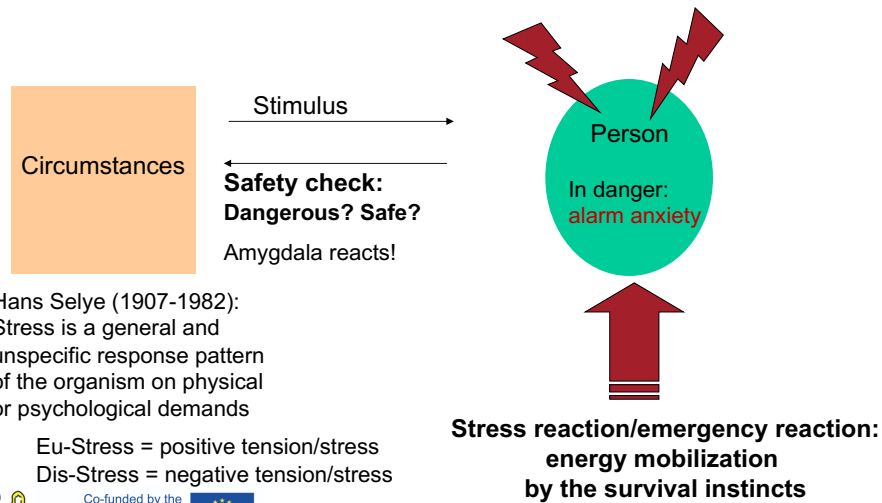 Stimulus
Circumstances
Safety check:
Dangerous? Safe?
Amygdala reacts!
Person
In danger:
alarm anxiety
Hans Selye (1907-1982):
Stress is a general and
unspecific response pattern
of the organism on physical
or psychological demands
Eu-Stress = positive tension/stress
Dis-Stress = negative tension/stress
Stress reaction/emergency reaction:
energy mobilization
by the survival instincts
Co-funded by the